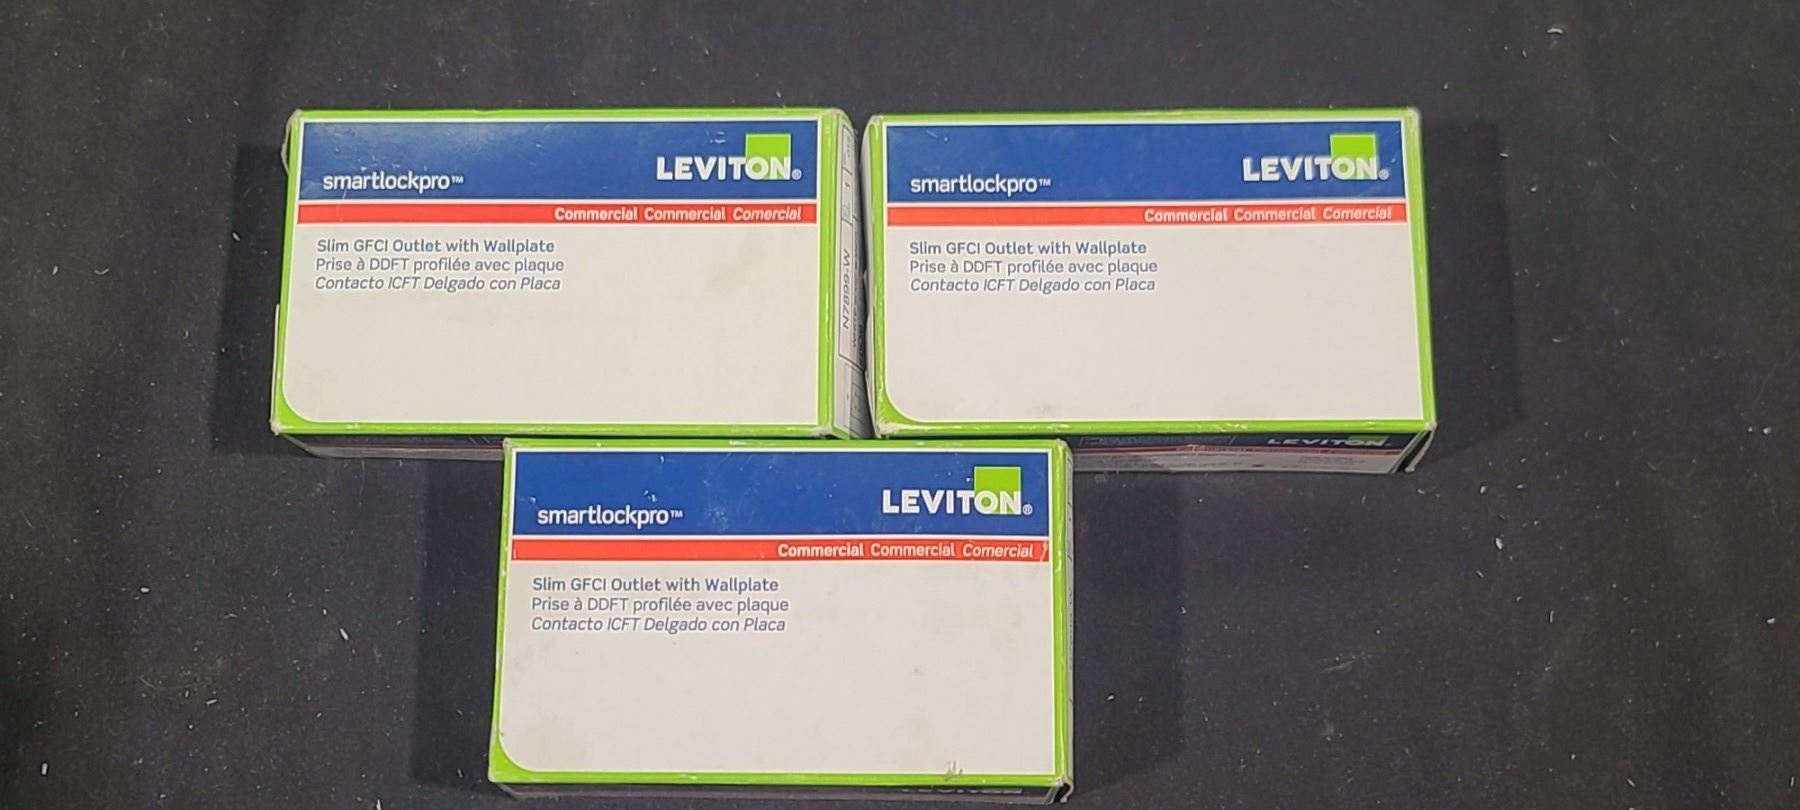 LEVITON®
smartlockpro™
Commercial Commercial Comercial
Slim GFCI Outlet with Wallplate
Prise à DDFT profilée avec plaque
Contacto ICFT Delgado con Placa
N7899-W
LEVITON®
smartlockpro™
Commercial Commercial Comercial
Slim GFCI Outlet with Wallplate
Prise à DDFT profilée avec plaque
Contacto ICFT Delgado con Placa
LEVITON
LEVITON®
smartlockpro™
Commercial Commercial Comercial
Slim GFCI Outlet with Wallplate
Prise à DDFT profilée avec plaque
Contacto ICFT Delgado con Placa